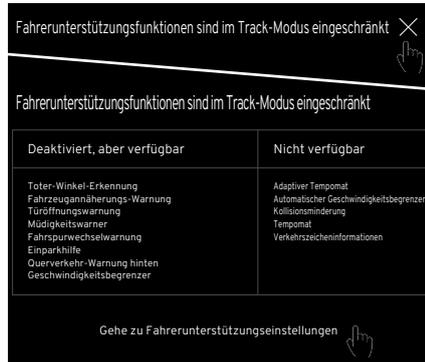 Fahrerunterstützungsfunktionen sind im Track-Modus eingeschränkt
Fahrerunterstützungsfunktionen sind im Track-Modus eingeschränkt
Deaktiviert, aber verfügbar
Toter-Winkel-Erkennung
Fahrzeugannäherungs-Warnung
Türöffnungswarnung
Müdigkeitswarner
Fahrspurwechselwarnung
Einparkhilfe
Querverkehr-Warnung hinten
Geschwindigkeitsbegrenzer
Nicht verfügbar
Adaptiver Tempomat
Automatischer Geschwindigkeitsbegrenzer
Kollisionsminderung
Tempomat
Verkehrszeicheninformationen
Gehe zu Fahrerunterstützungseinstellungen